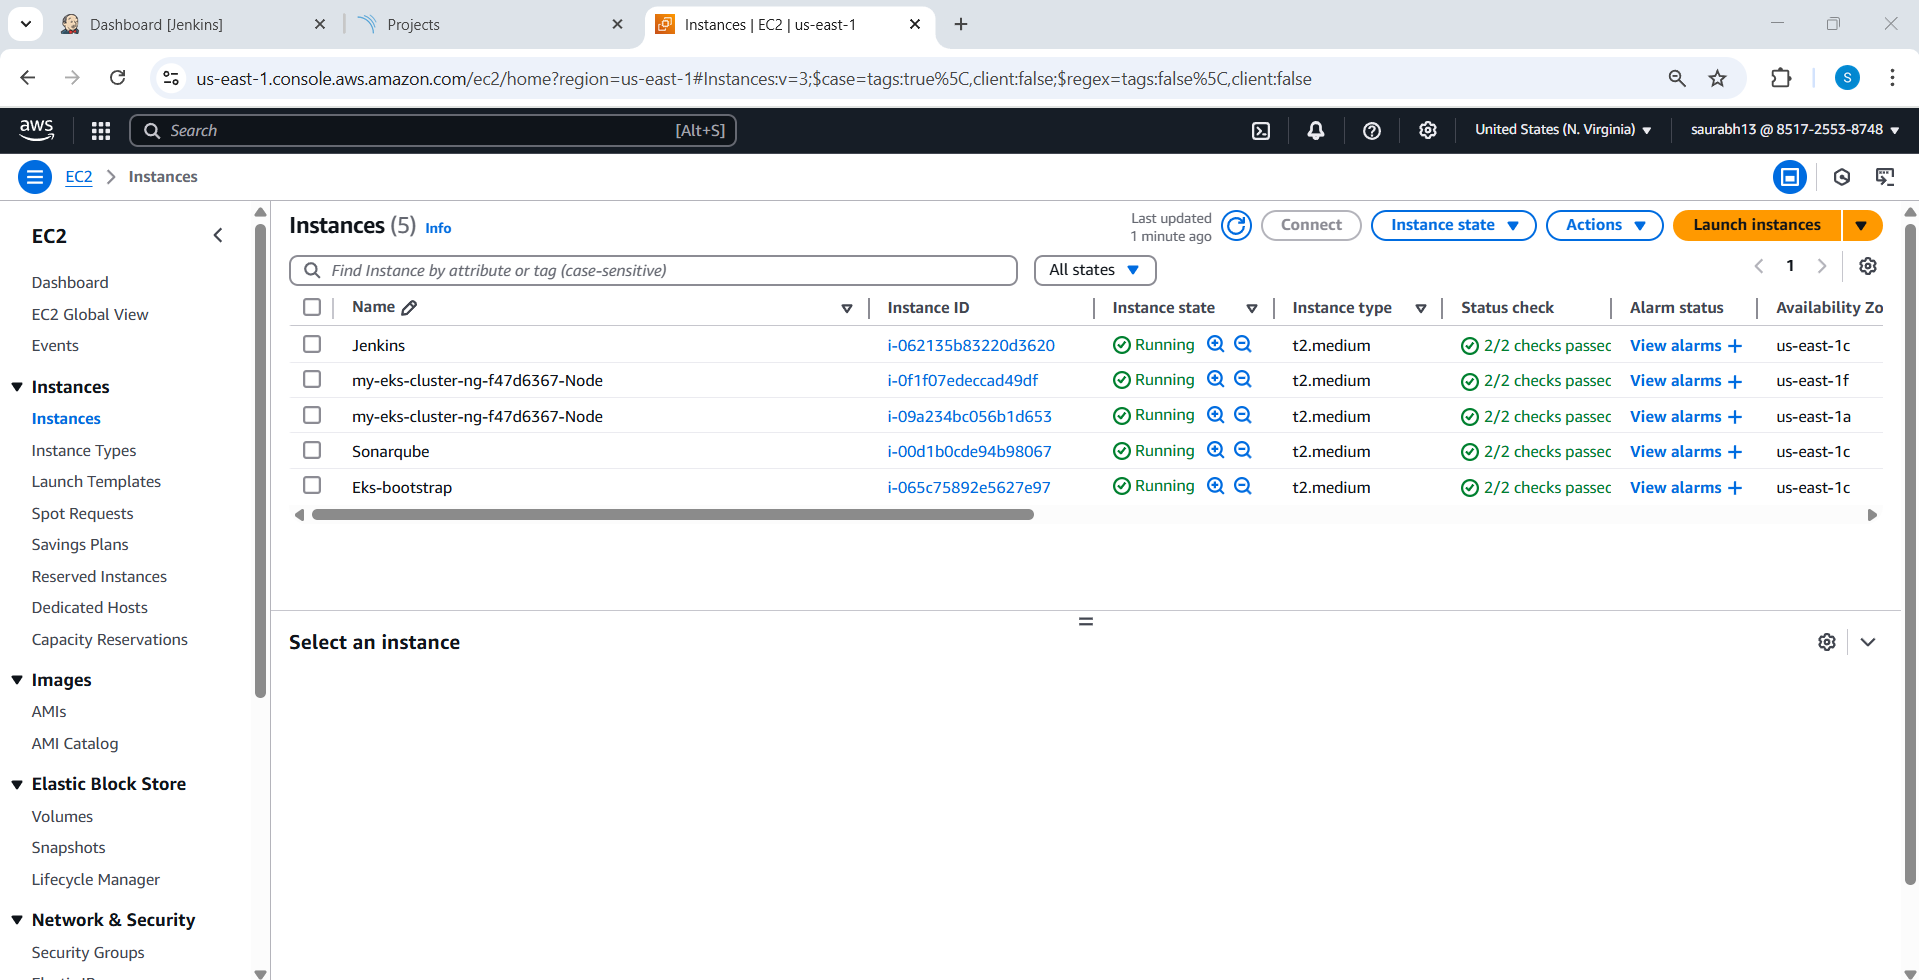 Dashboard [Jenkins]
Projects
Instances | EC2 | us-east-1
us-east-1.console.aws.amazon.com/ec2/home?region=us-east-1#Instances:v=3;$case=tags:true%5C,client:false;$regex=tags:false%5C,client:false
S
aws
Search [Alt+S]
United States (N. Virginia)
saurabh13 @ 8517-2553-8748
EC2 Instances
EC2
Dashboard
EC2 Global View
Events
Instances
Instances
Instance Types
Launch Templates
Spot Requests
Savings Plans
Reserved Instances
Dedicated Hosts
Capacity Reservations
Images
AMIs
AMI Catalog
Elastic Block Store
Volumes
Snapshots
Lifecycle Manager
Network & Security
Security Groups
Instances (5) Info
Last updated
1 minute ago
Connect
Instance state
Actions
Launch instances
Find Instance by attribute or tag (case-sensitive)
All states
1
Name Instance ID Instance state Instance type Status check Alarm status Availability Zo
Jenkins i-062135b83220d3620 Running t2.medium 2/2 checks passec View alarms + us-east-1c
my-eks-cluster-ng-f47d6367-Node i-0f1f07edeccad49df Running t2.medium 2/2 checks passec View alarms + us-east-1f
my-eks-cluster-ng-f47d6367-Node i-09a234bc056b1d653 Running t2.medium 2/2 checks passec View alarms + us-east-1a
Sonarqube i-00d1b0cde94b98067 Running t2.medium 2/2 checks passec View alarms + us-east-1c
Eks-bootstrap i-065c75892e5627e97 Running t2.medium 2/2 checks passec View alarms + us-east-1c
Select an instance